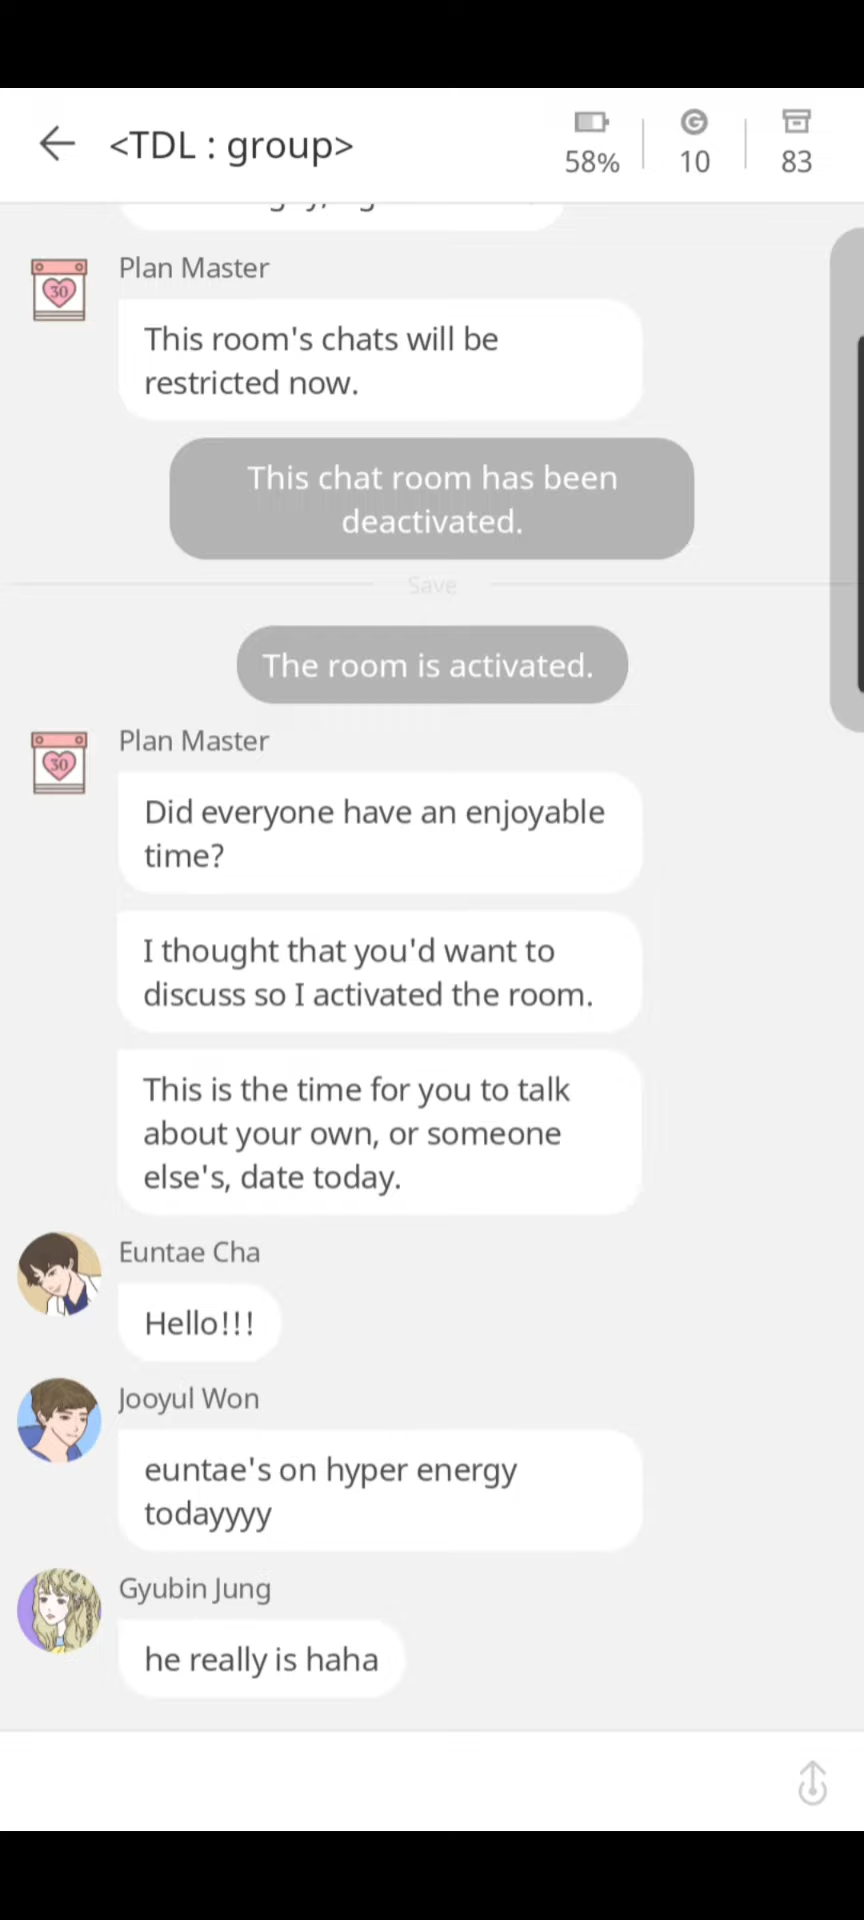 <TDL : group>
58%
10
83
Plan Master
30
This room's chats will be
restricted now.
This chat room has been
deactivated.
Save
The room is activated.
Plan Master
30
Did everyone have an enjoyable
time?
I thought that you'd want to
discuss so I activated the room.
This is the time for you to talk
about your own, or someone
else's, date today.
Euntae Cha
Hello!!!
Jooyul Won
euntae's on hyper energy
todayyyy
Gyubin Jung
he really is haha